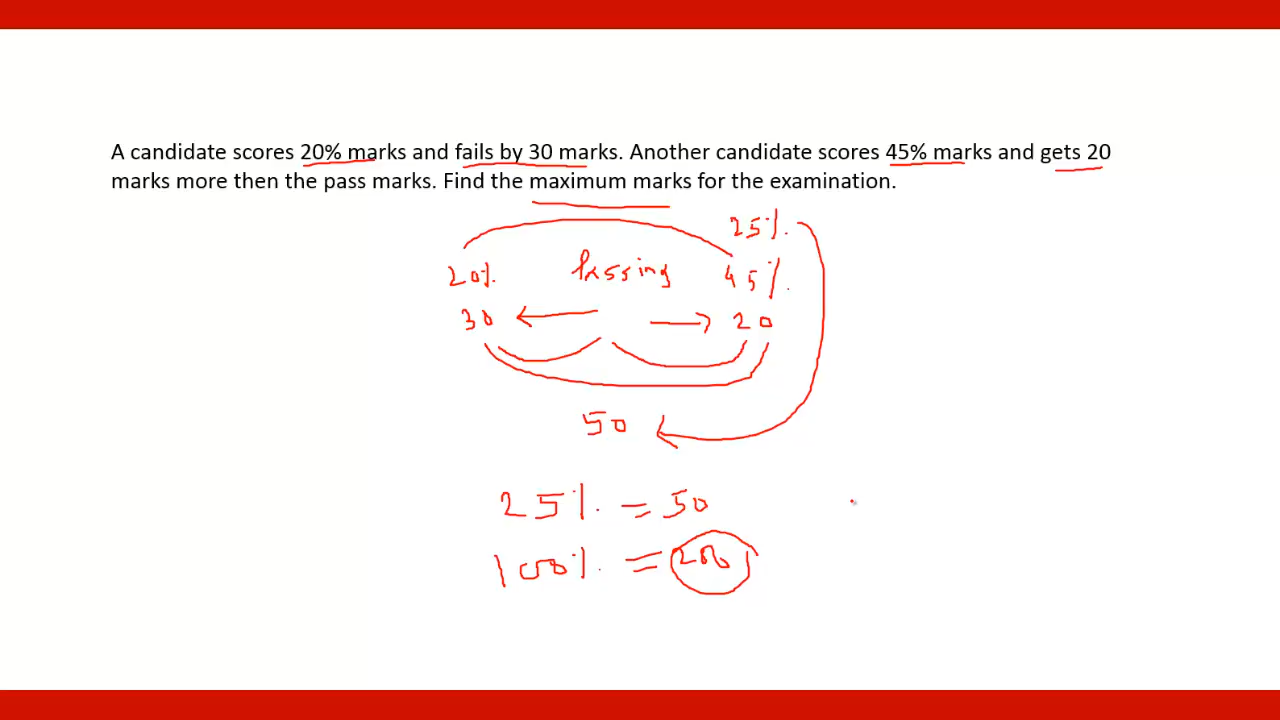 A candidate scores 20% marks and fails by 30 marks. Another candidate scores 45% marks and gets 20
marks more then the pass marks. Find the maximum marks for the examination.
25%.
20% Passing 45%.
30 20
50
25% = 50
100% = 200